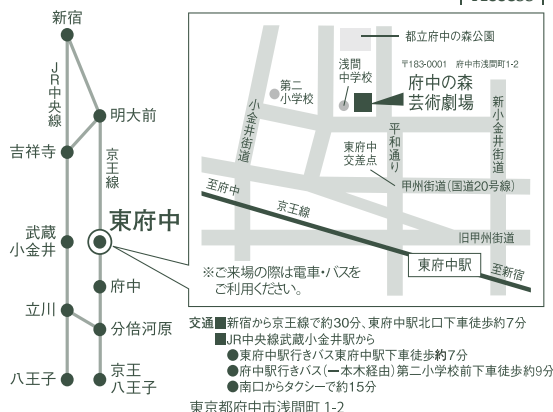 新宿
JR中央線
明大前
吉祥寺
京王線
東府中
武蔵
小金井
府中
立川
分倍河原
八王子
京王
八王子
都立府中の森公園
〒183-0001 府中市浅間町1-2
浅間
中学校
府中の森
芸術劇場
第二
小学校
小金井街道
新小金井街道
平和通り
東府中
交差点
甲州街道(国道20号線)
至府中
京王線
旧甲州街道
東府中駅
至新宿
※ご来場の際は電車・バスを
ご利用ください。
交通■新宿から京王線で約30分、東府中駅北口下車徒歩約7分
■JR中央線武蔵小金井駅から
●東府中駅行きバス東府中駅下車徒歩約7分
●府中駅行きバス(一本木経由)第二小学校前下車徒歩約9分
●南口からタクシーで約15分
東京都府中市浅間町 1-2